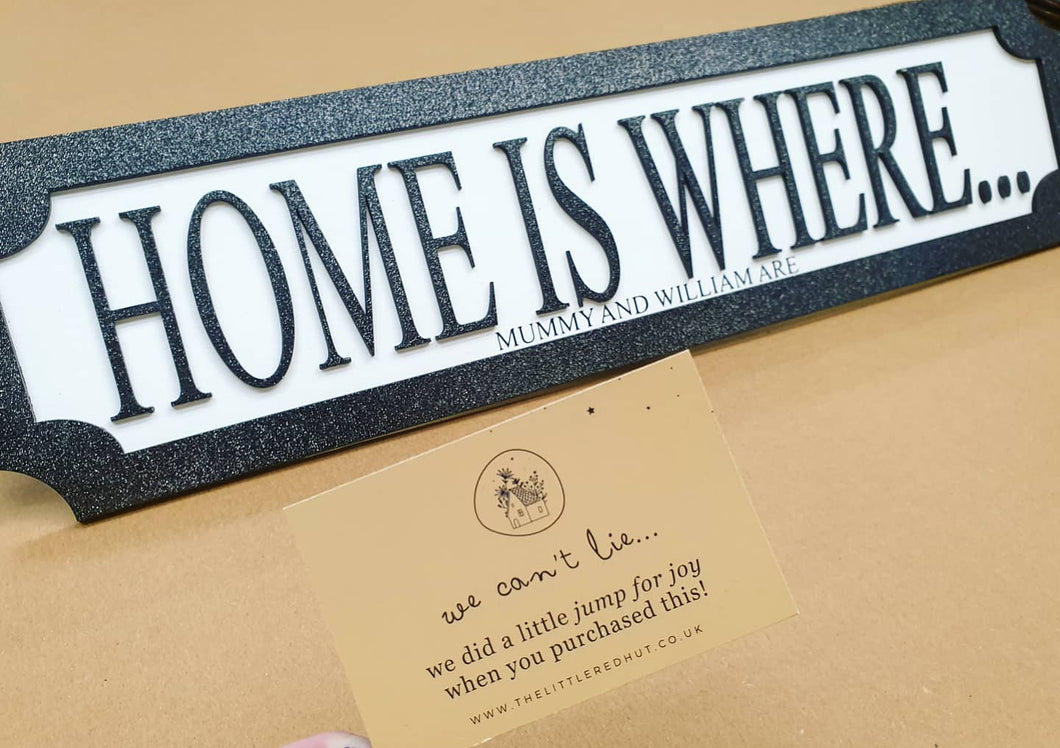 HOME IS WHERE...
MUMMY AND WILLIAM ARE
we can't lie...
we did a little jump for joy
when you purchased this!
WWW.THELITTLEREDHUT.CO.UK